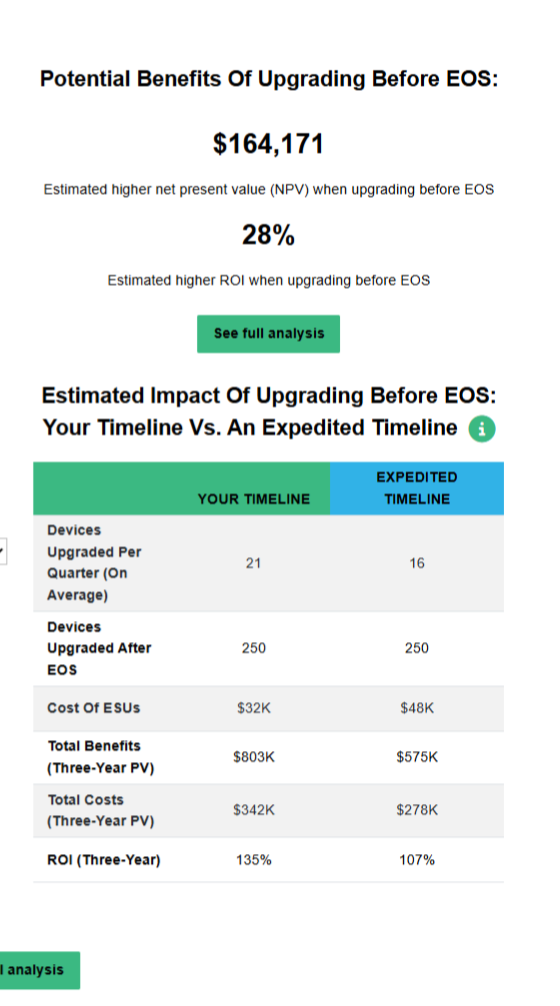 Potential Benefits Of Upgrading Before EOS:
$164,171
Estimated higher net present value (NPV) when upgrading before EOS
28%
Estimated higher ROI when upgrading before EOS
See full analysis
Estimated Impact Of Upgrading Before EOS:
Your Timeline Vs. An Expedited Timeline i
YOUR TIMELINE
EXPEDITED
TIMELINE
Devices
Upgraded Per
Quarter (On
Average)
21
16
Devices
Upgraded After
EOS
250
250
Cost Of ESUs
$32K
$48K
Total Benefits
(Three-Year PV)
$803K
$575K
Total Costs
(Three-Year PV)
$342K
$278K
ROI (Three-Year)
135%
107%
l analysis